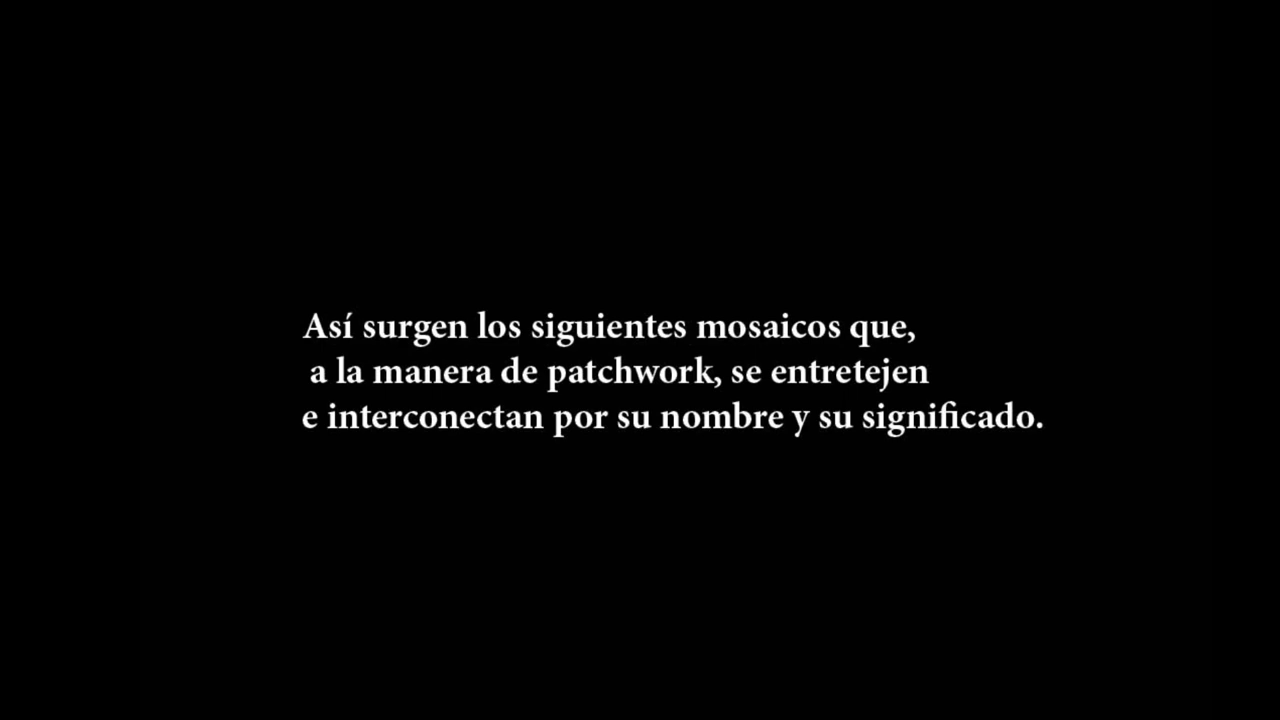 Así surgen los siguientes mosaicos que,
a la manera de patchwork, se entretejen
e interconectan por su nombre y su significado.